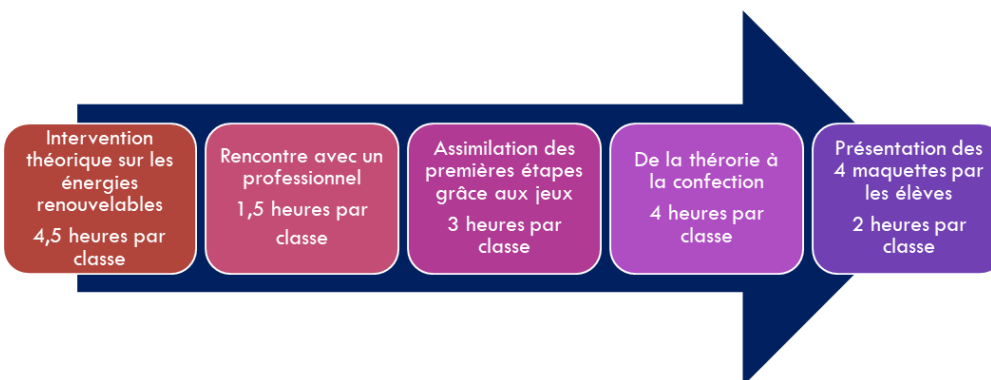 Intervention
théorique sur les
énergies
renouvelables
4,5 heures par
classe
Rencontre avec un
professionnel
1,5 heures par
classe
Assimilation des
premières étapes
grâce aux jeux
3 heures par
classe
De la thérorie à
la confection
4 heures par
classe
Présentation des
4 maquettes par
les élèves
2 heures par
classe